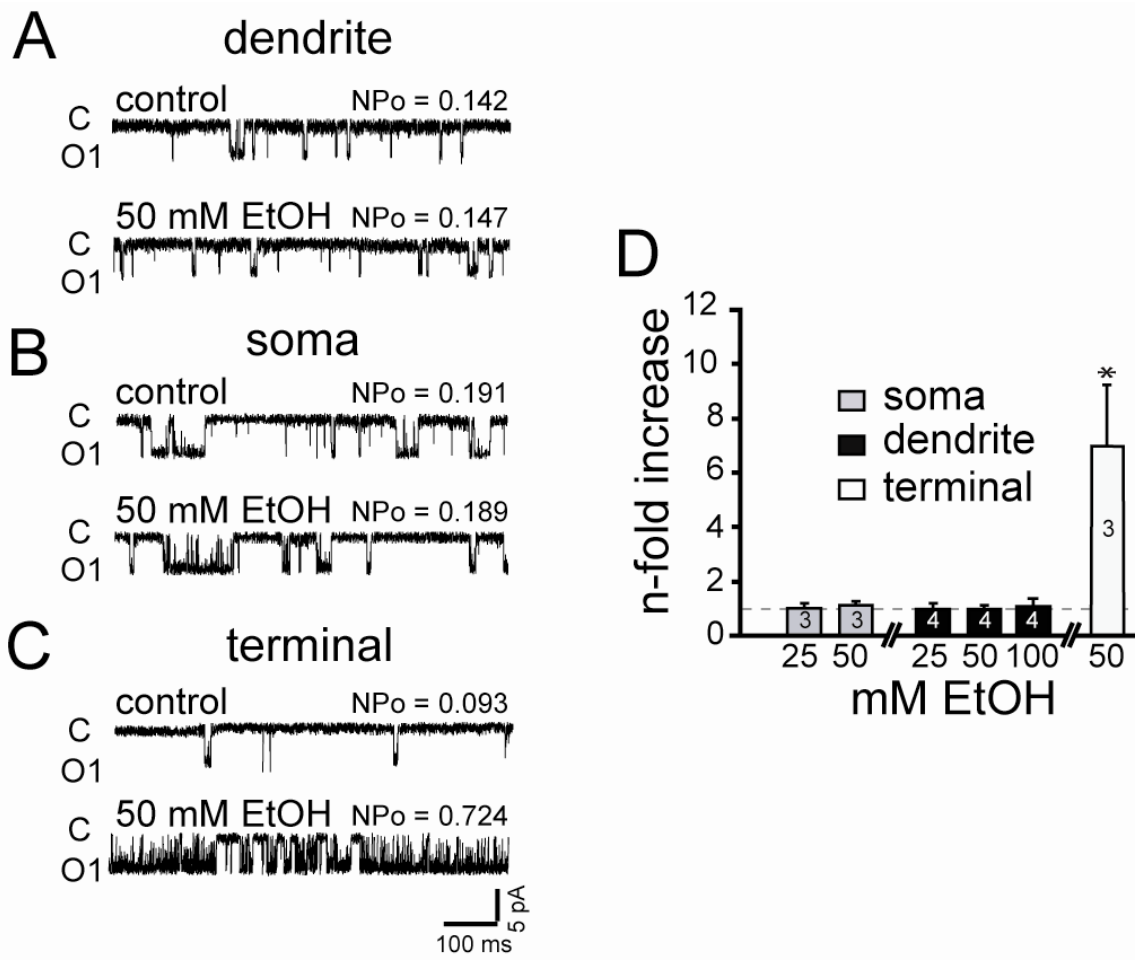 A
dendrite
control NPo = 0.142
C
O1
50 mM EtOH NPo = 0.147
C
O1
B
soma
control NPo = 0.191
C
O1
50 mM EtOH NPo = 0.189
C
O1
C
terminal
control NPo = 0.093
C
O1
50 mM EtOH NPo = 0.724
C
O1
5 pA
100 ms
D
n-fold increase
12
10
8
6
4
2
0
soma
dendrite
terminal
*
3
3
4
4
4
3
25 50 25 50 100 50
mM EtOH